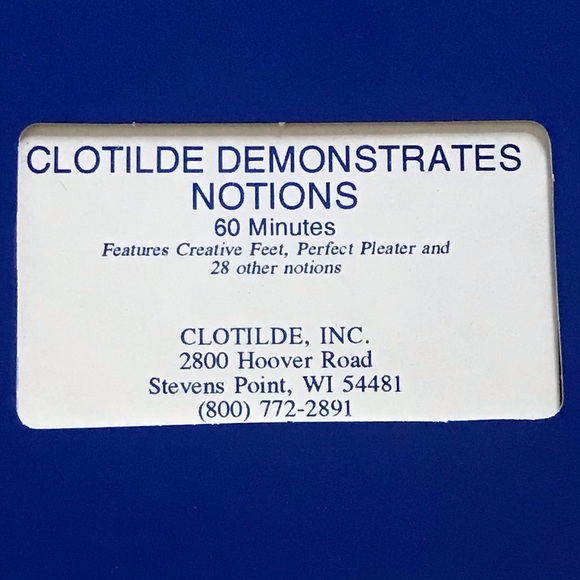 CLOTILDE DEMONSTRATES
NOTIONS
60 Minutes
Features Creative Feet, Perfect Pleater and
28 other notions
CLOTILDE, INC.
2800 Hoover Road
Stevens Point, WI 54481
(800) 772-2891